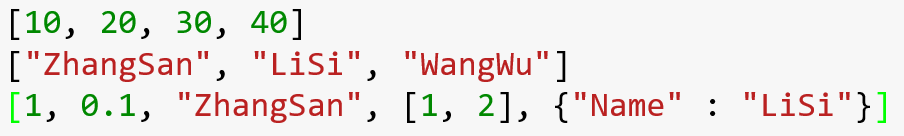 [10, 20, 30, 40]
["ZhangSan", "LiSi", "WangWu"]
[1, 0.1, "ZhangSan", [1, 2], {"Name" : "LiSi"}]